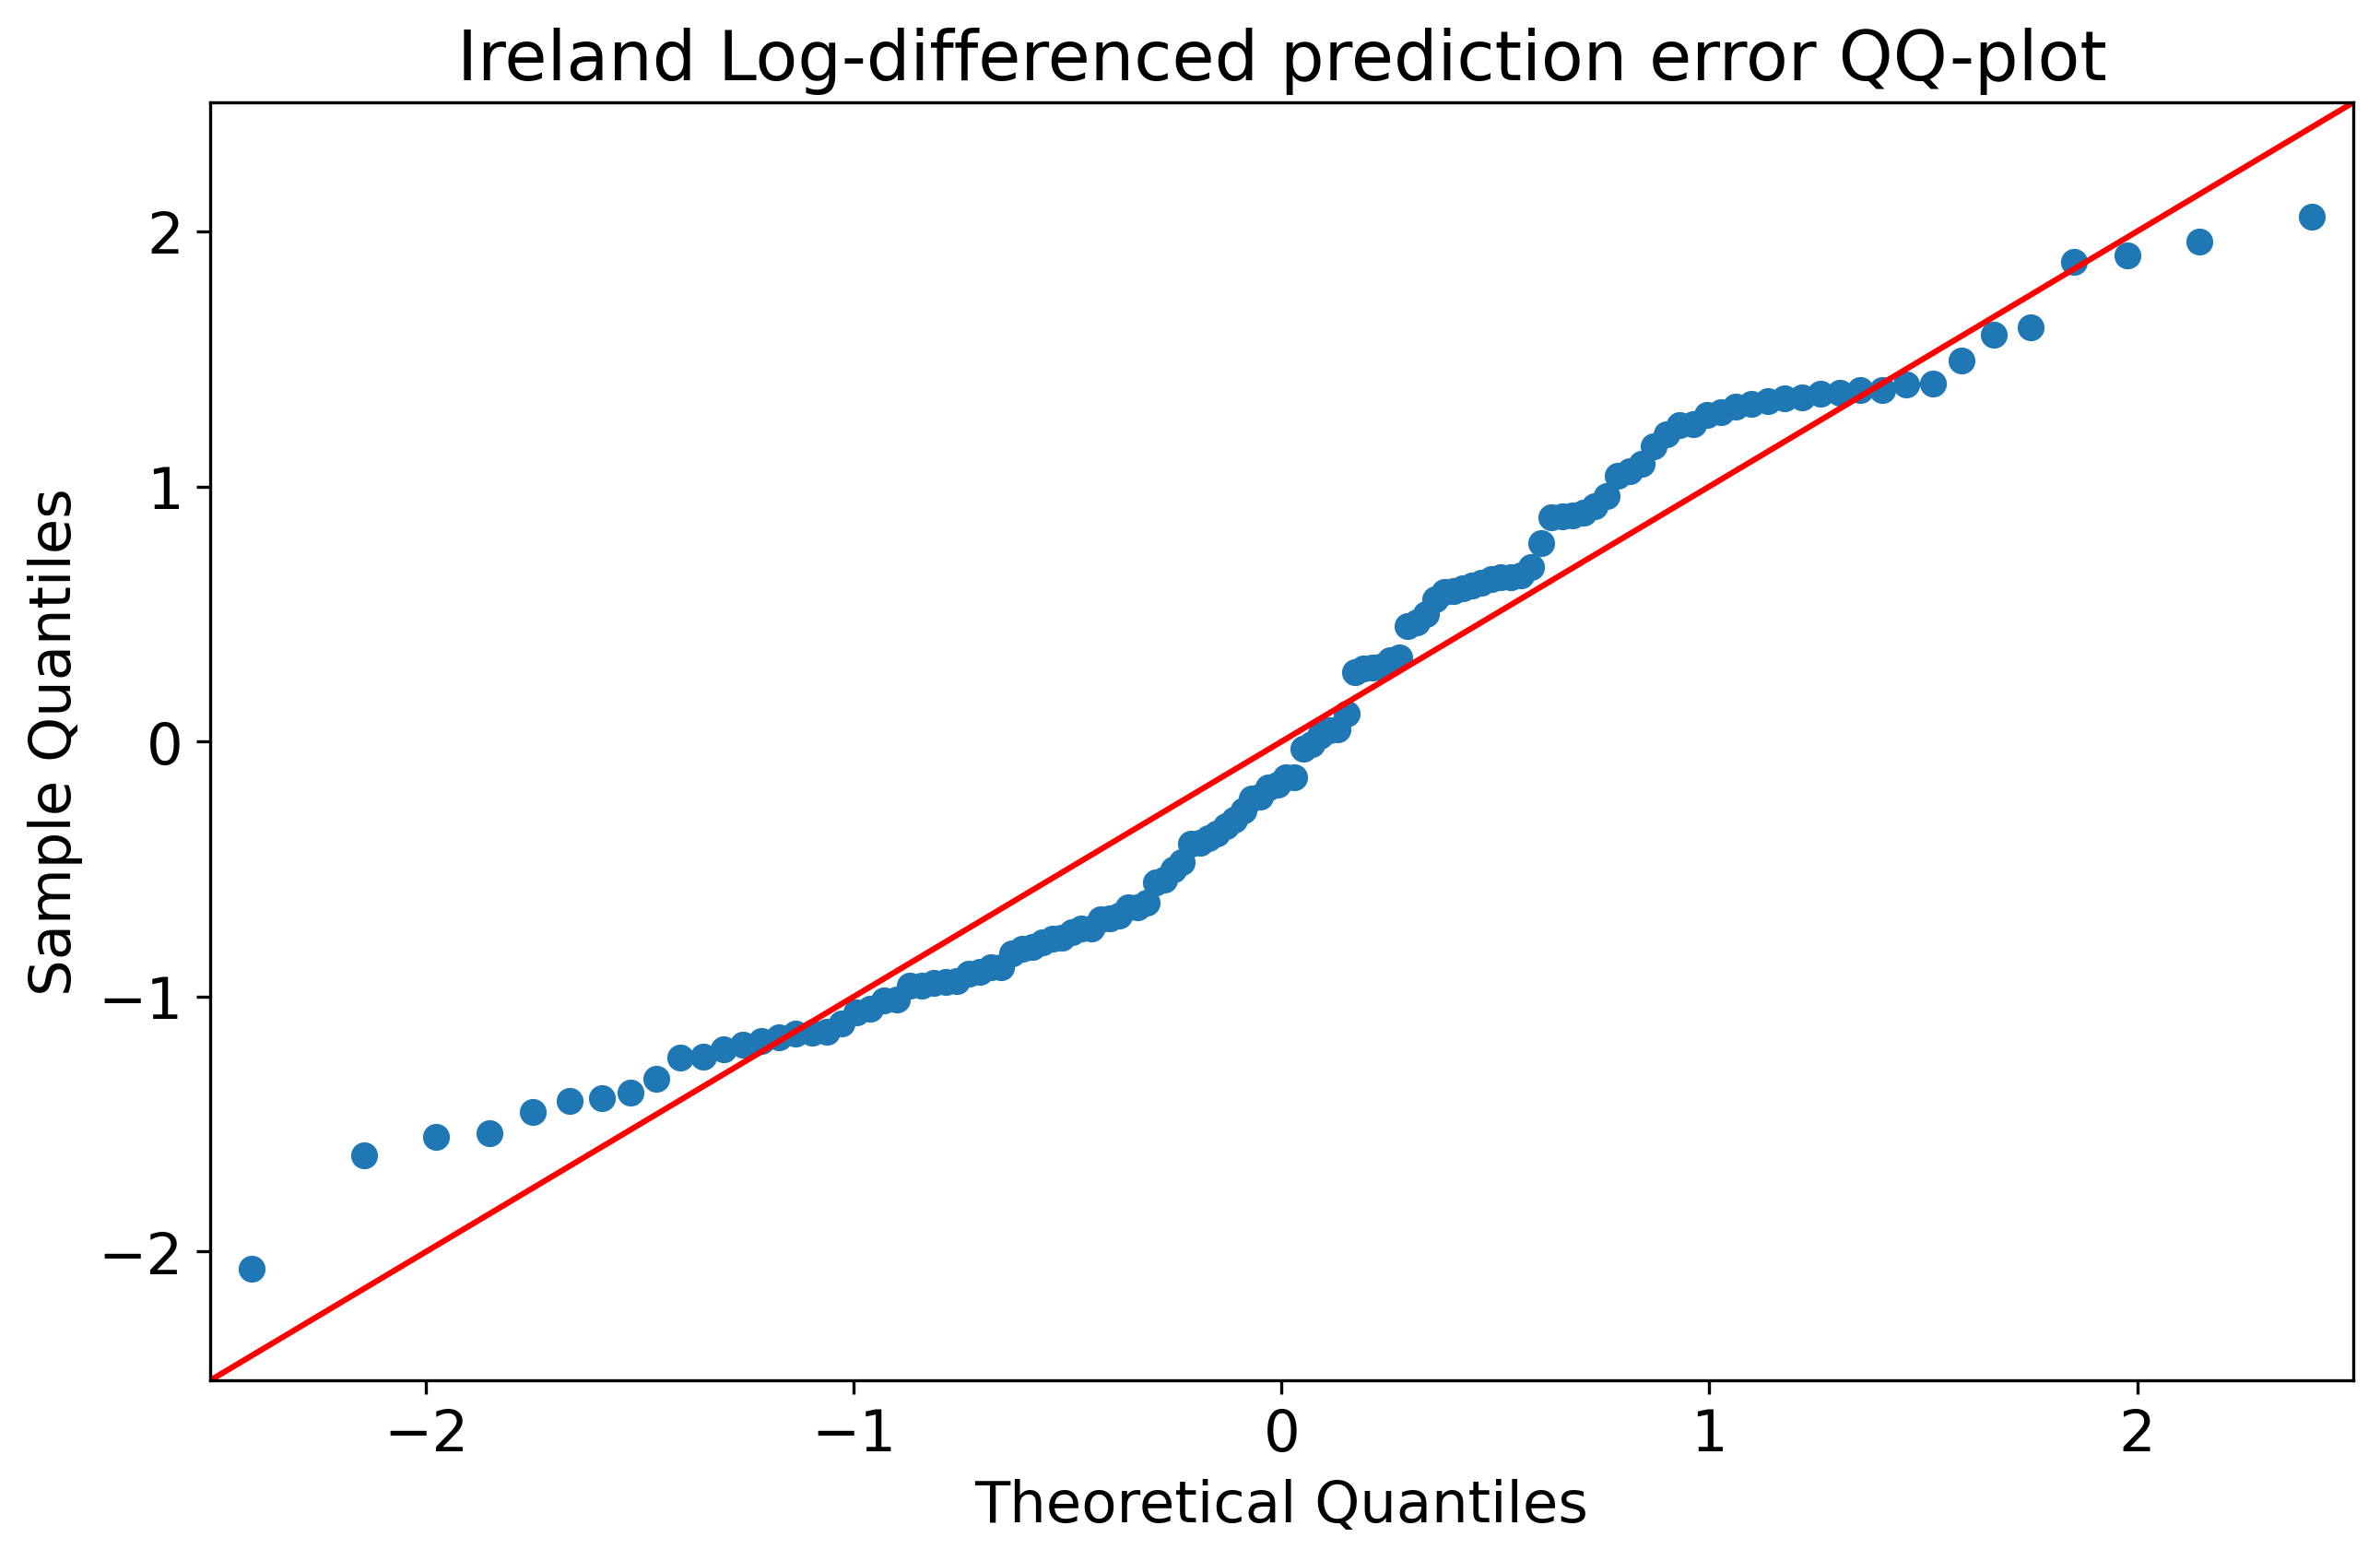 Ireland Log-differenced prediction error QQ-plot
2
1
0
−1
−2
Sample Quantiles
−2 −1 0 1 2
Theoretical Quantiles